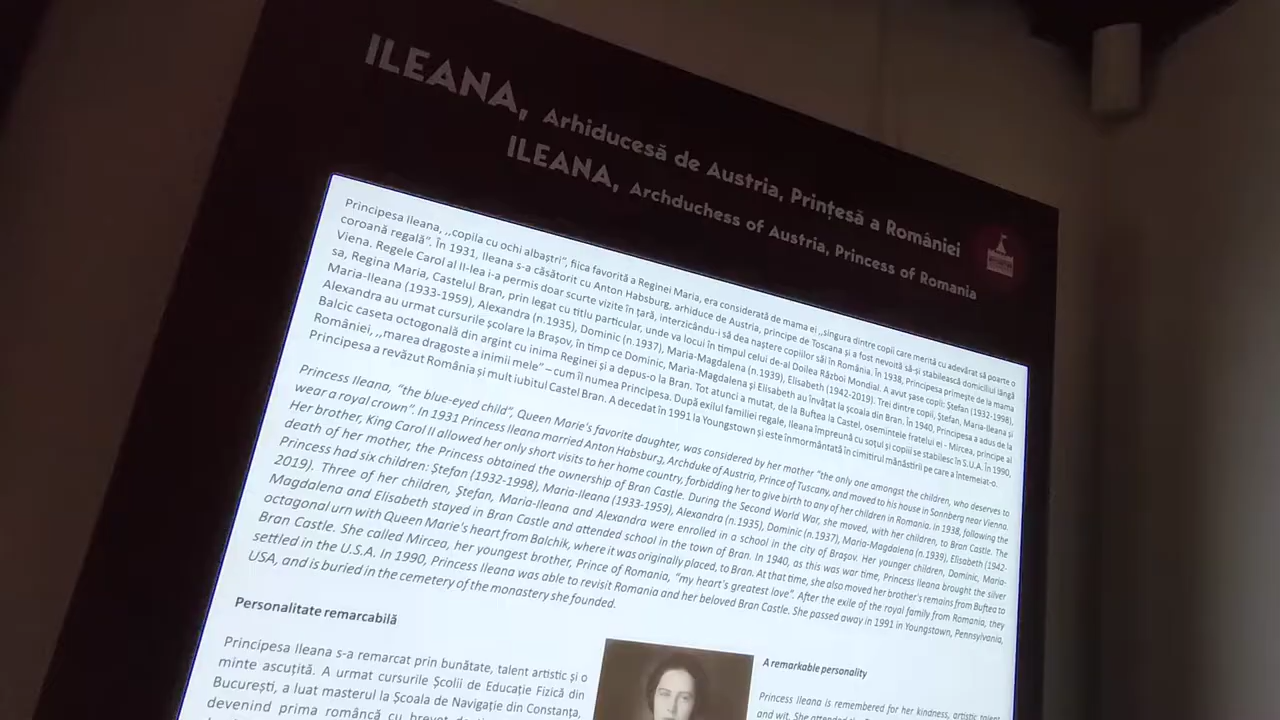 ILEANA, Arhiducesă de Austria, Prințesă a României
ILEANA, Archduchess of Austria, Princess of Romania
Principesa Ileana, ,,copila cu ochi albaștri”, fiica favorită a Reginei Maria, era considerată de mama ei ,,singura dintre copii care merită cu adevărat să poarte o
coroană regală”. În 1931, Ileana s-a căsătorit cu Anton Habsburg, arhiduce de Austria, principe de Toscana și a fost nevoită să-și stabilească domiciliul lângă
Viena. Regele Carol al II-lea i-a permis doar scurte vizite în țară, interzicându-i să dea naștere copiilor săi în România. În 1938, Principesa primește de la mama
sa, Regina Maria, Castelul Bran, prin legat cu titlu particular, unde va locui în timpul celui de-al Doilea Război Mondial. A avut șase copii: Ștefan (1932-1998),
Maria-Ileana (1933-1959), Alexandra (n.1935), Dominic (n.1937), Maria-Magdalena (n.1939), Elisabeth (1942-2019). Trei dintre copii, Ștefan, Maria-Ileana și
Alexandra au urmat cursurile școlare la Brașov, în timp ce Dominic, Maria-Magdalena și Elisabeth au învățat la școala din Bran. În 1940, Principesa a adus de la
Balcic caseta octogonală din argint cu inima Reginei și a depus-o la Bran. Tot atunci a mutat, de la Buftea la Castel, osemintele fratelui ei - Mircea, principe al
României, ,,marea dragoste a inimii mele” – cum îl numea Principesa. După exilul familiei regale, Ileana împreună cu soțul și copiii se stabilesc în S.U.A. În 1990,
Principesa a revăzut România și mult iubitul Castel Bran. A decedat în 1991 la Youngstown și este înmormântată în cimitirul mânăstirii pe care a întemeiat-o.
Princess Ileana, “the blue-eyed child”, Queen Marie's favorite daughter, was considered by her mother “the only one amongst the children, who deserves to
wear a royal crown”. In 1931 Princess Ileana married Anton Habsburg, Archduke of Austria, Prince of Tuscany, and moved to his house in Sonnberg near Vienna.
Her brother, King Carol II allowed her only short visits to her home country, forbidding her to give birth to any of her children in Romania. In 1938, following the
death of her mother, the Princess obtained the ownership of Bran Castle. During the Second World War, she moved, with her children, to Bran Castle. The
Princess had six children: Ștefan (1932-1998), Maria-Ileana (1933-1959), Alexandra (n.1935), Dominic (n.1937), Maria-Magdalena (n.1939), Elisabeth (1942-
2019). Three of her children, Ștefan, Maria-Ileana and Alexandra were enrolled in a school in the city of Brașov. Her younger children, Dominic, Maria-
Magdalena and Elisabeth stayed in Bran Castle and attended school in the town of Bran. In 1940, as this was war time, Princess Ileana brought the silver
octagonal urn with Queen Marie's heart from Balchik, where it was originally placed, to Bran. At that time, she also moved her brother's remains from Buftea to
Bran Castle. She called Mircea, her youngest brother, Prince of Romania, “my heart's greatest love”. After the exile of the royal family from Romania, they
settled in the U.S.A. In 1990, Princess Ileana was able to revisit Romania and her beloved Bran Castle. She passed away in 1991 in Youngstown, Pennsylvania,
USA, and is buried in the cemetery of the monastery she founded.
Personalitate remarcabilă
Principesa Ileana s-a remarcat prin bunătate, talent artistic și o
minte ascuțită. A urmat cursurile Școlii de Educație Fizică din
București, a luat masterul la Școala de Navigație din Constanța,
devenind prima româncă cu brevet
A remarkable personality
Princess Ileana is remembered for her kindness, artistic talent
and wit. She attended the